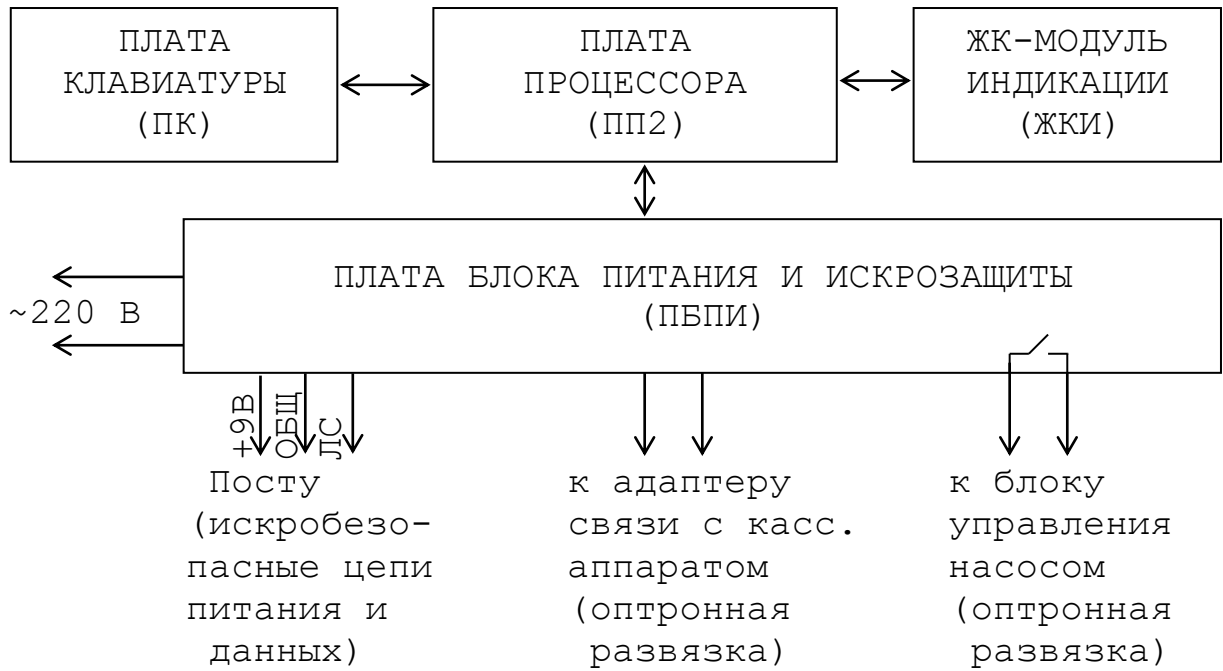 ПЛАТА
КЛАВИАТУРЫ
(ПК)
ПЛАТА
ПРОЦЕССОРА
(ПП2)
ЖК-МОДУЛЬ
ИНДИКАЦИИ
(ЖКИ)
ПЛАТА БЛОКА ПИТАНИЯ И ИСКРОЗАЩИТЫ
(ПБПИ)
~220 В
+9В
ОБЩ
ЛС
Посту
(искробезо-
пасные цепи
питания и
данных)
к адаптеру
связи с касс.
аппаратом
(оптронная
развязка)
к блоку
управления
насосом
(оптронная
развязка)